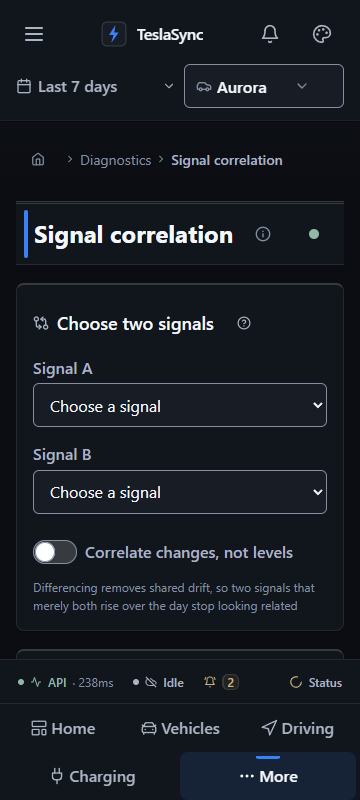 TeslaSync
Last 7 days
Aurora
Diagnostics
Signal correlation
Signal correlation
Choose two signals
Signal A
Choose a signal
Signal B
Choose a signal
Correlate changes, not levels
Differencing removes shared drift, so two signals that
merely both rise over the day stop looking related
API · 238ms
Idle
2
Status
Home
Vehicles
Driving
Charging
More